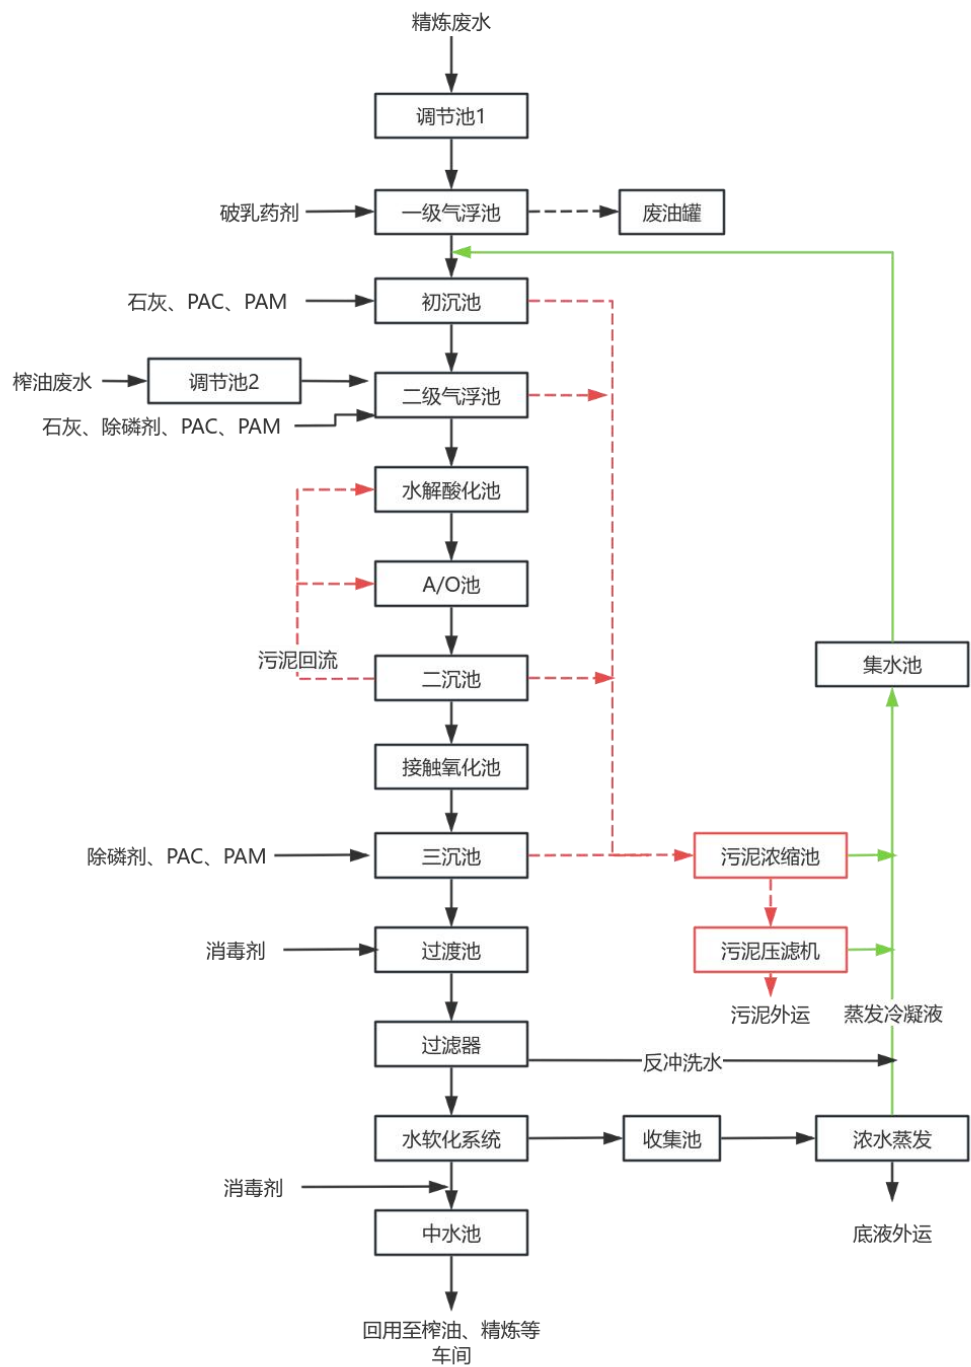 精炼废水
调节池1
破乳药剂
一级气浮池
废油罐
石灰、PAC、PAM
初沉池
榨油废水
调节池2
二级气浮池
石灰、除磷剂、PAC、PAM
水解酸化池
A/O池
污泥回流
二沉池
集水池
接触氧化池
除磷剂、PAC、PAM
三沉池
污泥浓缩池
消毒剂
过渡池
污泥压滤机
污泥外运
蒸发冷凝液
过滤器
反冲洗水
水软化系统
收集池
浓水蒸发
消毒剂
中水池
底液外运
回用至榨油、精炼等
车间